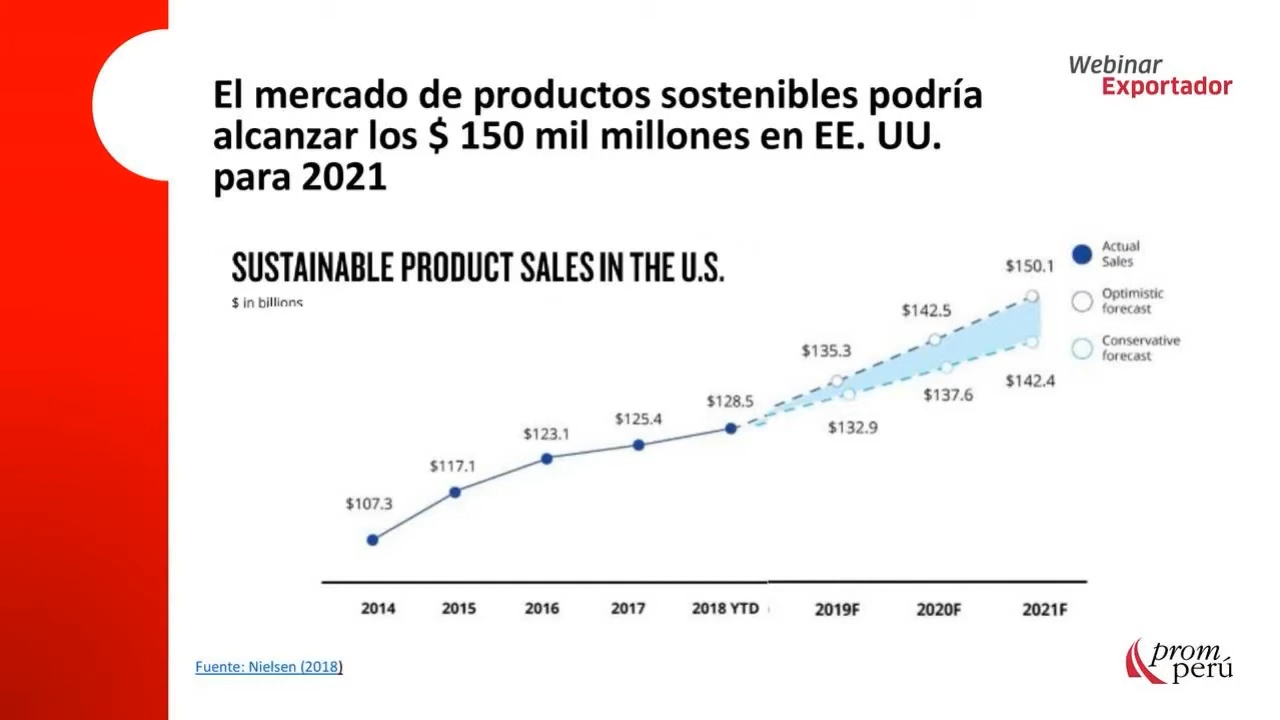 Webinar
Exportador
El mercado de productos sostenibles podría
alcanzar los $ 150 mil millones en EE. UU.
para 2021
SUSTAINABLE PRODUCT SALES IN THE U.S.
$ in billions
Actual
Sales
Optimistic
forecast
Conservative
forecast
$150.1
$142.5
$135.3
$142.4
$137.6
$132.9
$128.5
$125.4
$123.1
$117.1
$107.3
2014 2015 2016 2017 2018 YTD 2019F 2020F 2021F
Fuente: Nielsen (2018)
prom
perú